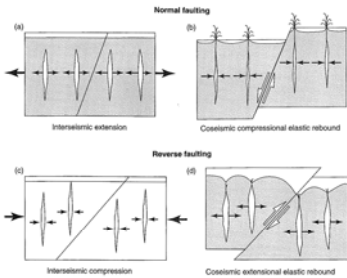 Normal faulting
(a)
(b)
Interseismic extension
Coseismic compressional elastic rebound
Reverse faulting
(c)
(d)
Interseismic compression
Coseismic extensional elastic rebound